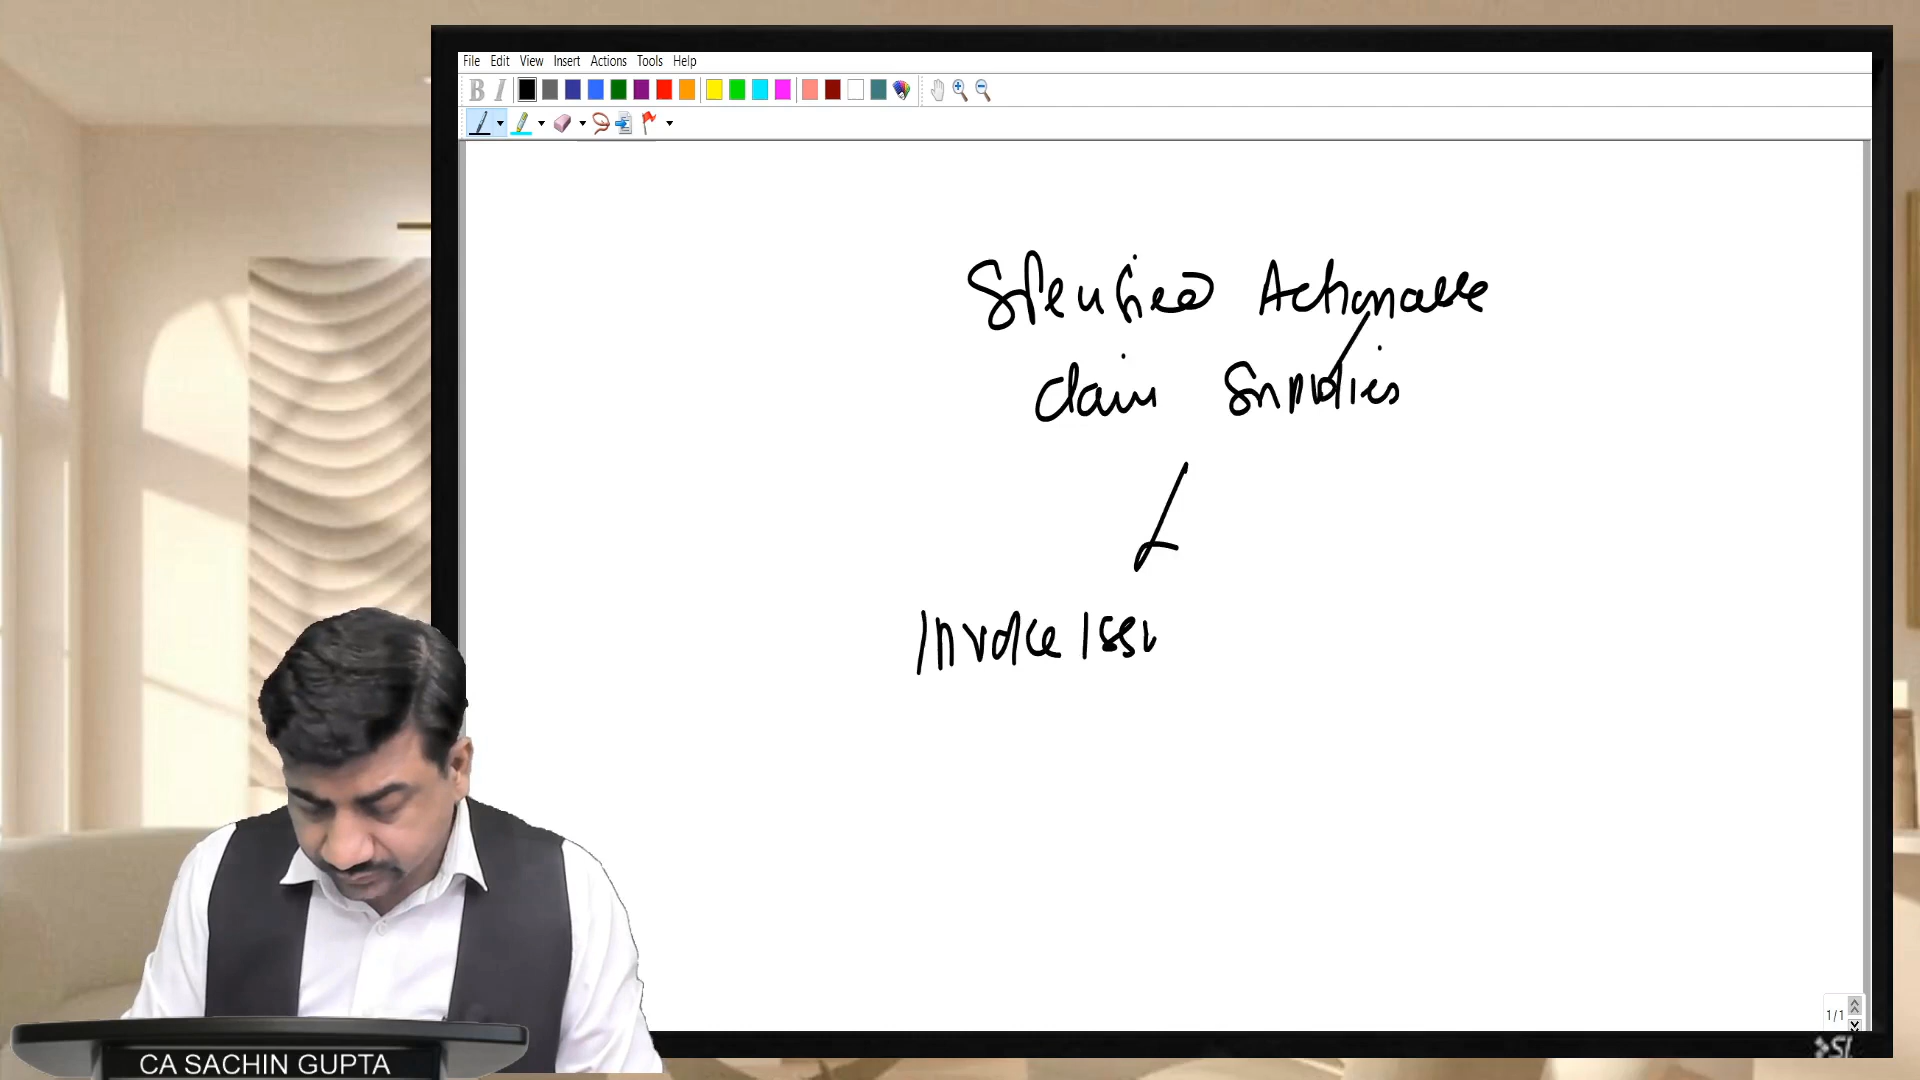 File Edit View Insert Actions Tools Help
B I
Specified Actionable
claim Supplies
Invoice Issu
1/1
CA SACHIN GUPTA